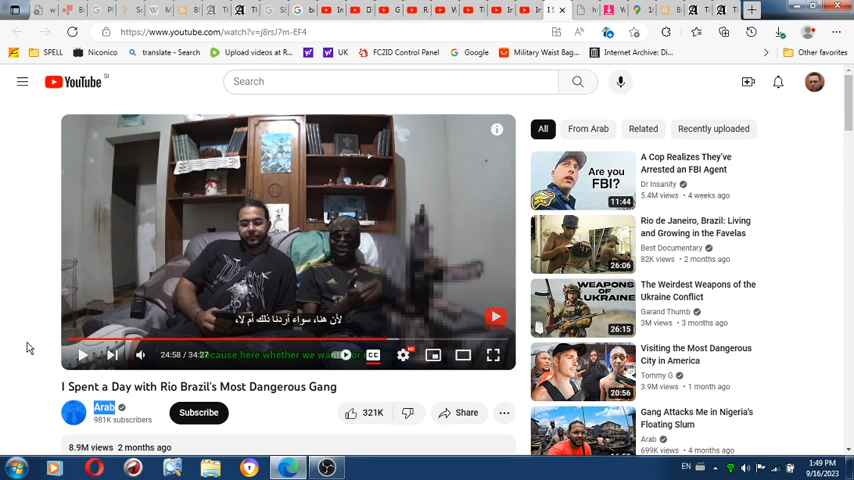 https://www.youtube.com/watch?v=j8rsJ7m-EF4
SPELL
Niconico
translate - Search
Upload videos at R...
UK
FC2ID Control Panel
Google
Military Waist Bag...
Internet Archive: Di...
Other favorites
YouTube SI
Search
لأن هنا، سواء أردنا ذلك أم لا،
because here whether we want
24:58 / 34:27
CC
HD
I Spent a Day with Rio Brazil's Most Dangerous Gang
Arab
981K subscribers
Subscribe
321K
Share
8.9M views 2 months ago
All
From Arab
Related
Recently uploaded
Are you
FBI?
11:44
A Cop Realizes They've
Arrested an FBI Agent
Dr Insanity
5.4M views • 4 weeks ago
26:06
Rio de Janeiro, Brazil: Living
and Growing in the Favelas
Best Documentary
82K views • 2 months ago
WEAPONS OF
UKRAINE
26:15
The Weirdest Weapons of the
Ukraine Conflict
Garand Thumb
3M views • 3 months ago
20:56
Visiting the Most Dangerous
City in America
Tommy G
3.9M views • 1 month ago
Gang Attacks Me in Nigeria's
Floating Slum
Arab
699K views • 4 months ago
EN
1:49 PM
9/16/2023